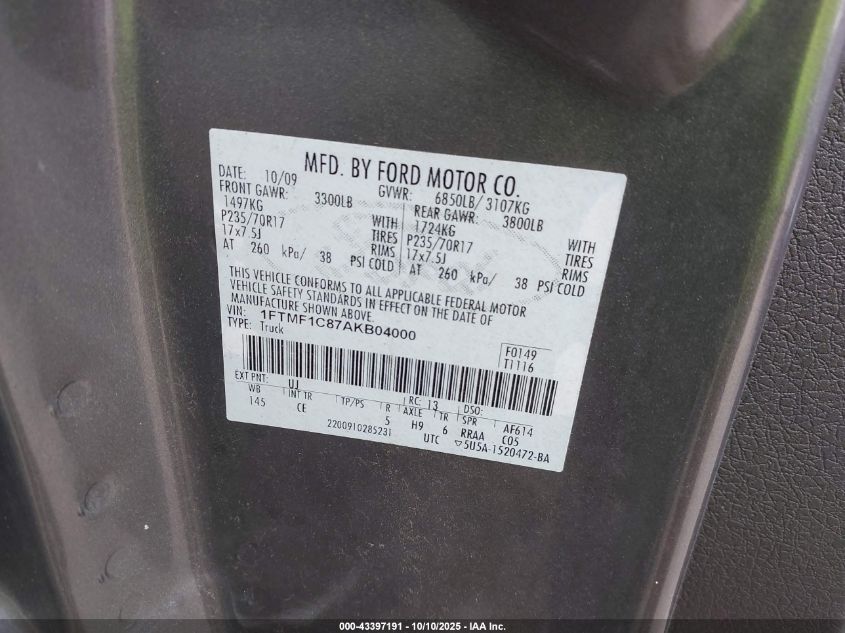 MFD. BY FORD MOTOR CO.
DATE: 10/09 GVWR: 6850LB/ 3107KG
FRONT GAWR: 3300LB REAR GAWR: 3800LB
1497KG WITH 1724KG WITH
P235/70R17 TIRES P235/70R17 TIRES
17x7.5J RIMS 17x7.5J RIMS
AT 260 kPa/ 38 PSI COLD AT 260 kPa/ 38 PSI COLD
THIS VEHICLE CONFORMS TO ALL APPLICABLE FEDERAL MOTOR
VEHICLE SAFETY STANDARDS IN EFFECT ON THE DATE OF
MANUFACTURE SHOWN ABOVE.
VIN: 1FTMF1C87AKB04000
TYPE: Truck
F0149
T1116
EXT PNT: UJ RC: 13 DSO:
WB INT TR TP/PS R AXLE TR SPR AF614
145 CE 5 H9 6 RRAA C05
2200910285231 UTC ▽5U5A-1520472-BA
000-43397191 - 10/10/2025 - IAA Inc.